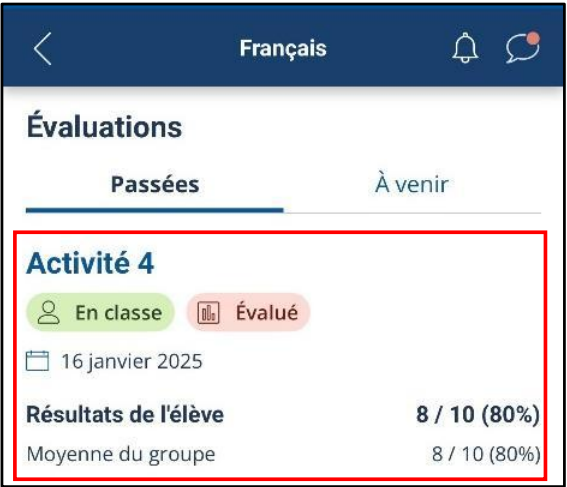 Français
Évaluations
Passées À venir
Activité 4
En classe Évalué
16 janvier 2025
Résultats de l'élève 8 / 10 (80%)
Moyenne du groupe 8 / 10 (80%)